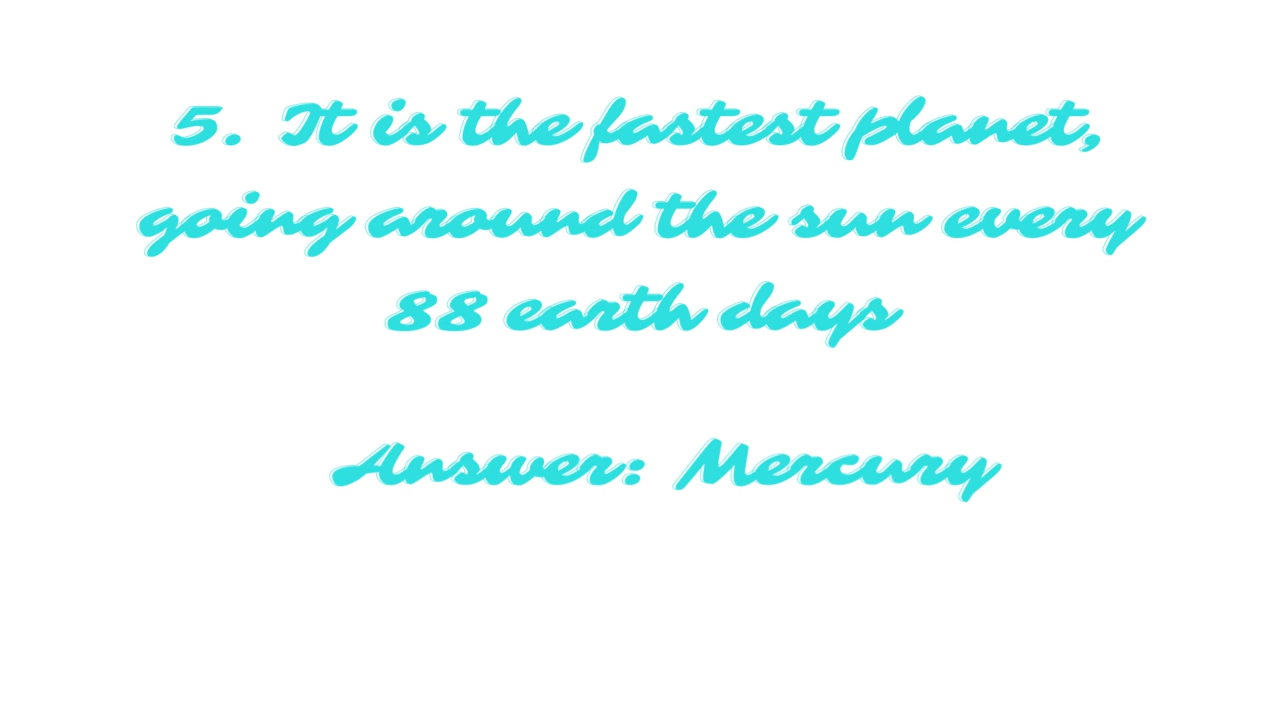 5. It is the fastest planet,
going around the sun every
88 earth days
Answer: Mercury